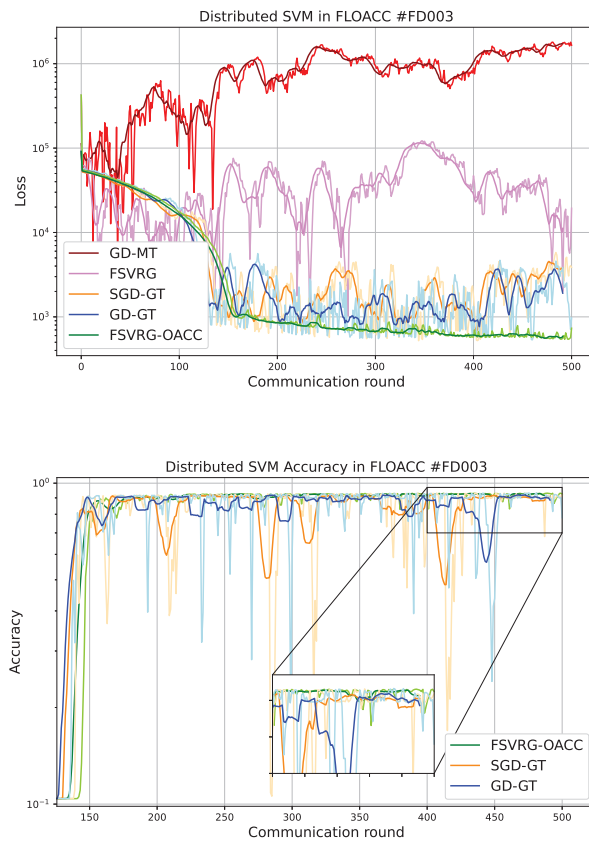 Distributed SVM in FLOACC #FD003
Loss
10⁶
10⁵
10⁴
10³
GD-MT
FSVRG
SGD-GT
GD-GT
FSVRG-OACC
0 100 200 300 400 500
Communication round
Distributed SVM Accuracy in FLOACC #FD003
Accuracy
10⁰
10⁻¹
FSVRG-OACC
SGD-GT
GD-GT
150 200 250 300 350 400 450 500
Communication round